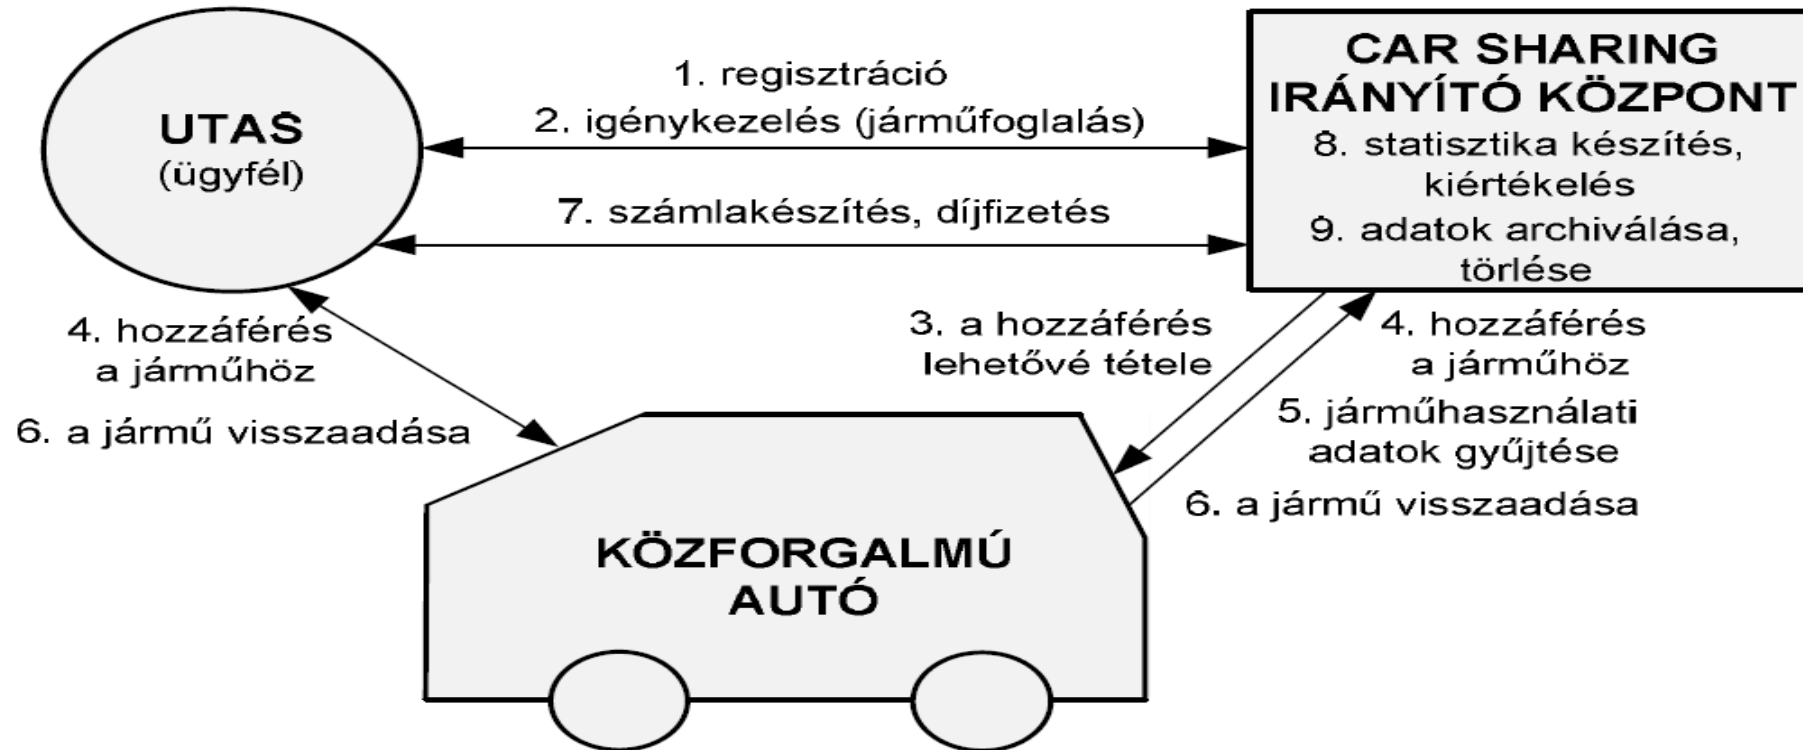 UTAS
(ügyfél)
1. regisztráció
2. igénykezelés (járműfoglalás)
7. számlakészítés, díjfizetés
CAR SHARING
IRÁNYÍTÓ KÖZPONT
8. statisztika készítés,
kiértékelés
9. adatok archiválása,
törlése
4. hozzáférés
a járműhöz
6. a jármű visszaadása
3. a hozzáférés
lehetővé tétele
4. hozzáférés
a járműhöz
5. járműhasználati
adatok gyűjtése
6. a jármű visszaadása
KÖZFORGALMÚ
AUTÓ